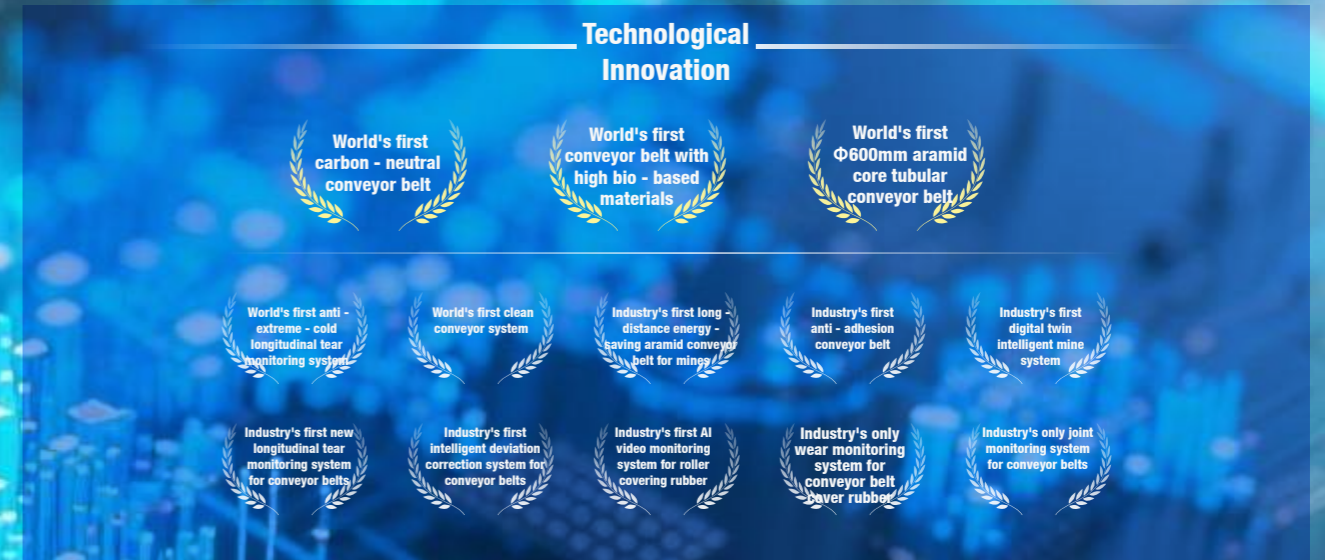 Technological
Innovation
World's first
carbon - neutral
conveyor belt
World's first
conveyor belt with
high bio - based
materials
World's first
Φ600mm aramid
core tubular
conveyor belt
World's first anti -
extreme - cold
longitudinal tear
monitoring system
World's first clean
conveyor system
Industry's first long -
distance energy -
saving aramid conveyor
belt for mines
Industry's first
anti - adhesion
conveyor belt
Industry's first
digital twin
intelligent mine
system
Industry's first new
longitudinal tear
monitoring system
for conveyor belts
Industry's first
intelligent deviation
correction system for
conveyor belts
Industry's first AI
video monitoring
system for roller
covering rubber
Industry's only
wear monitoring
system for
conveyor belt
cover rubber
Industry's only joint
monitoring system
for conveyor belts